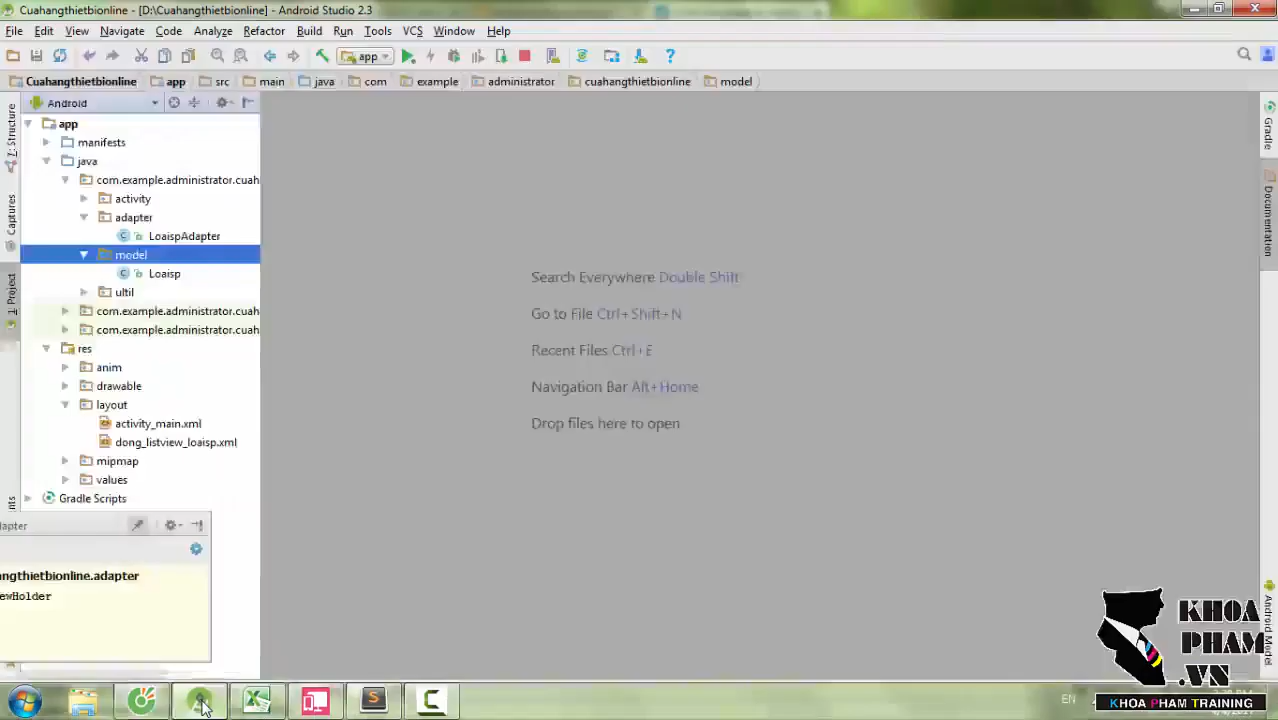 Cuahangthietbionline - [D:\Cuahangthietbionline] - Android Studio 2.3
File Edit View Navigate Code Analyze Refactor Build Run Tools VCS Window Help
app
Cuahangthietbionline app src main java com example administrator cuahangthietbionline model
Android
app
manifests
java
com.example.administrator.cuah
activity
adapter
LoaispAdapter
model
Loaisp
ultil
com.example.administrator.cuah
com.example.administrator.cuah
res
anim
drawable
layout
activity_main.xml
dong_listview_loaisp.xml
mipmap
values
Gradle Scripts
Z: Structure
Captures
1: Project
Search Everywhere Double Shift
Go to File Ctrl+Shift+N
Recent Files Ctrl+E
Navigation Bar Alt+Home
Drop files here to open
Gradle
Documentation
Android Model
dapter
angthietbionline.adapter
ewHolder
EN
KHOA
PHAM
.VN
KHOA PHAM TRAINING